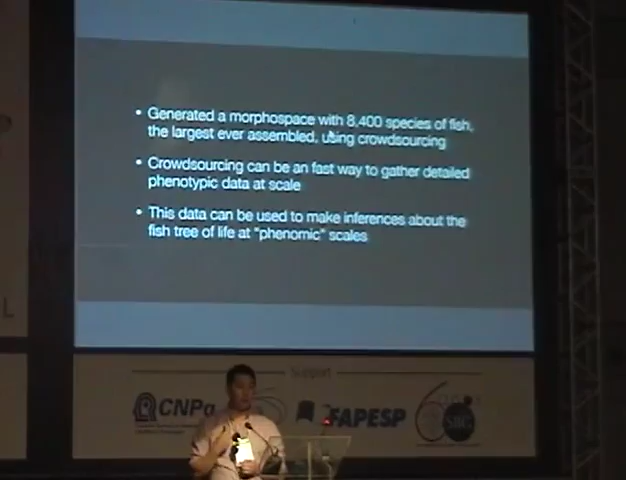 • Generated a morphospace with 8,400 species of fish,
the largest ever assembled, using crowdsourcing
• Crowdsourcing can be an fast way to gather detailed
phenotypic data at scale
• This data can be used to make inferences about the
fish tree of life at "phenomic" scales
L
Support
CNPq
FAPESP